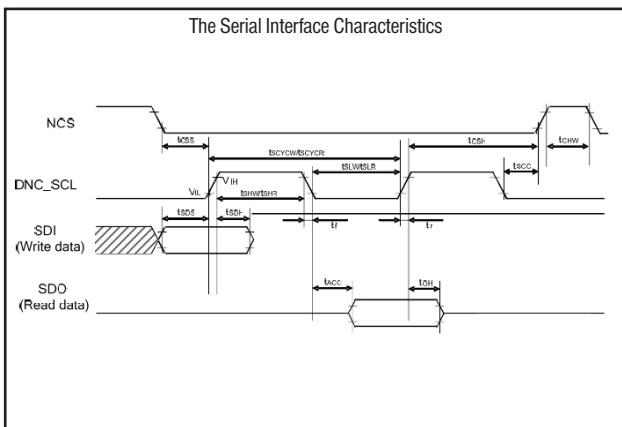 The Serial Interface Characteristics
NCS
tCSS
tSCYCW/tSCYCR
tCSH
tCHW
tSLW/tSLR
tSCC
DNC_SCL
VIL
VIH
tSHW/tSHR
tSDS
tSDH
tf
tr
SDI
(Write data)
SDO
(Read data)
tACC
tOH